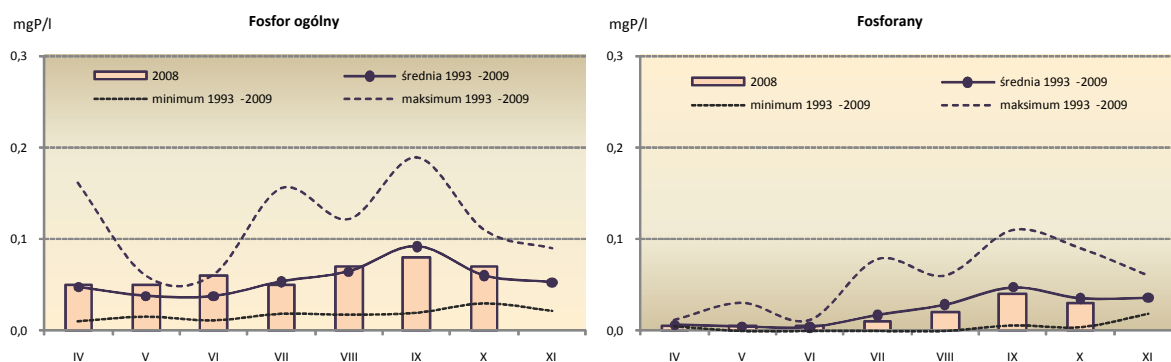 Fosfor ogólny
mgP/l
0,3
2008
średnia 1993 -2009
minimum 1993 -2009
maksimum 1993 -2009
0,2
0,1
0,0
IV V VI VII VIII IX X XI
Fosforany
mgP/l
0,3
2008
średnia 1993 -2009
minimum 1993 -2009
maksimum 1993 -2009
0,2
0,1
0,0
IV V VI VII VIII IX X XI